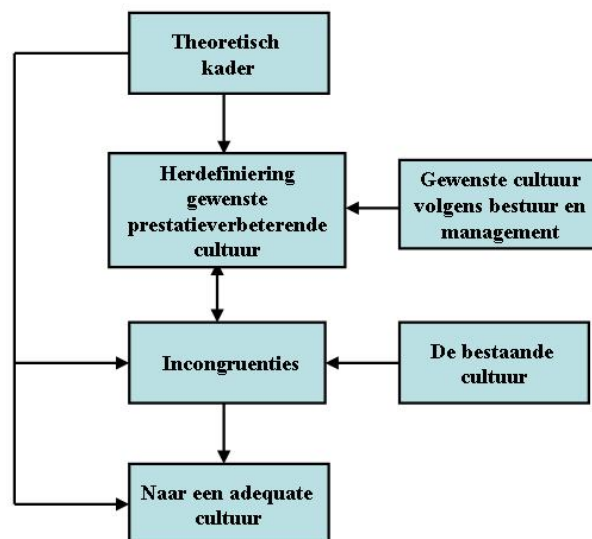 Theoretisch
kader
Herdefiniering
gewenste
prestatieverbeterende
cultuur
Gewenste cultuur
volgens bestuur en
management
Incongruenties
De bestaande
cultuur
Naar een adequate
cultuur